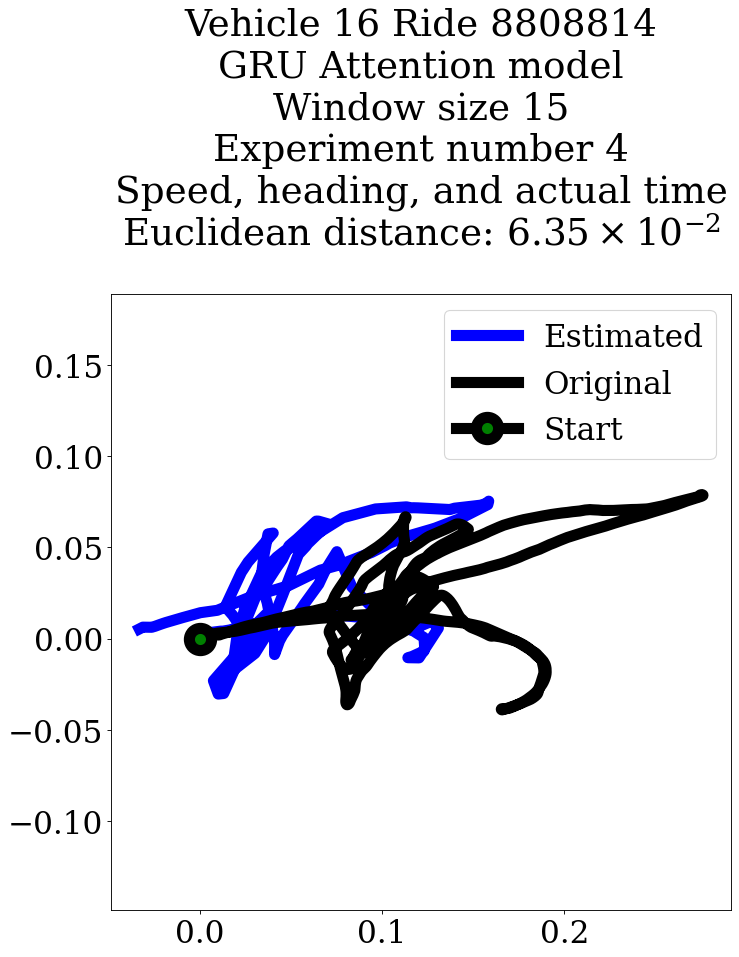 Vehicle 16 Ride 8808814
GRU Attention model
Window size 15
Experiment number 4
Speed, heading, and actual time
Euclidean distance: 6.35 × 10⁻²
Estimated
Original
Start
0.15
0.10
0.05
0.00
−0.05
−0.10
0.0 0.1 0.2